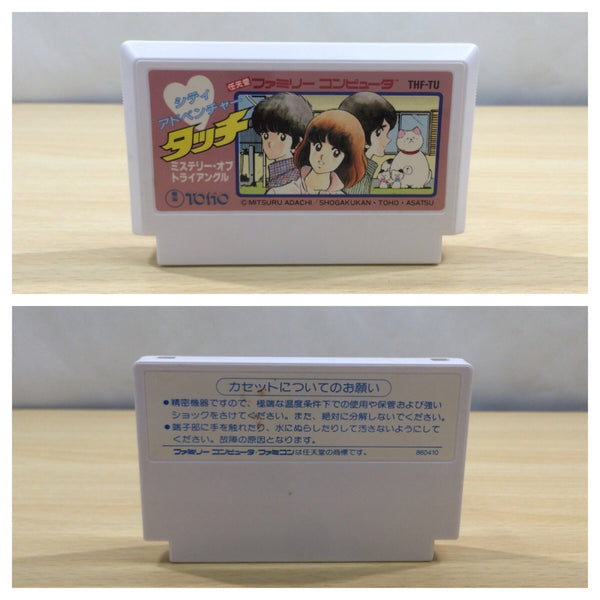 シティ
アドベンチャー
タッチ
ミステリー・オブ
トライアングル
TOHO
任天堂 ファミリー コンピュータ THF-TU
©MITSURU ADACHI/SHOGAKUKAN・TOHO・ASATSU
カセットについてのお願い
●精密機器ですので、極端な温度条件下での使用や保管および強い
ショックをさけてください。また、絶対に分解しないでください。
●端子部に手を触れたり、水にぬらしたりして汚さないようにして
ください。故障の原因となります。
ファミリー コンピュータ・ファミコンは任天堂の商標です。 860410